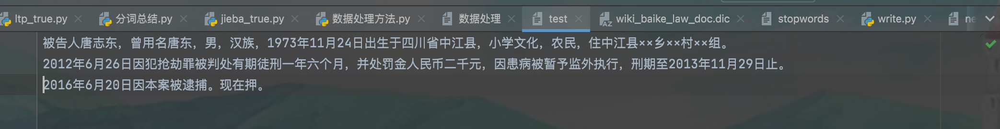 ltp_true.py 分词总结.py jieba_true.py 数据处理方法.py 数据处理 test wiki_baike_law_doc.dic stopwords write.py
被告人唐志东，曾用名唐东，男，汉族，1973年11月24日出生于四川省中江县，小学文化，农民，住中江县××乡××村××组。
2012年6月26日因犯抢劫罪被判处有期徒刑一年六个月，并处罚金人民币二千元，因患病被暂予监外执行，刑期至2013年11月29日止。
2016年6月20日因本案被逮捕。现在押。